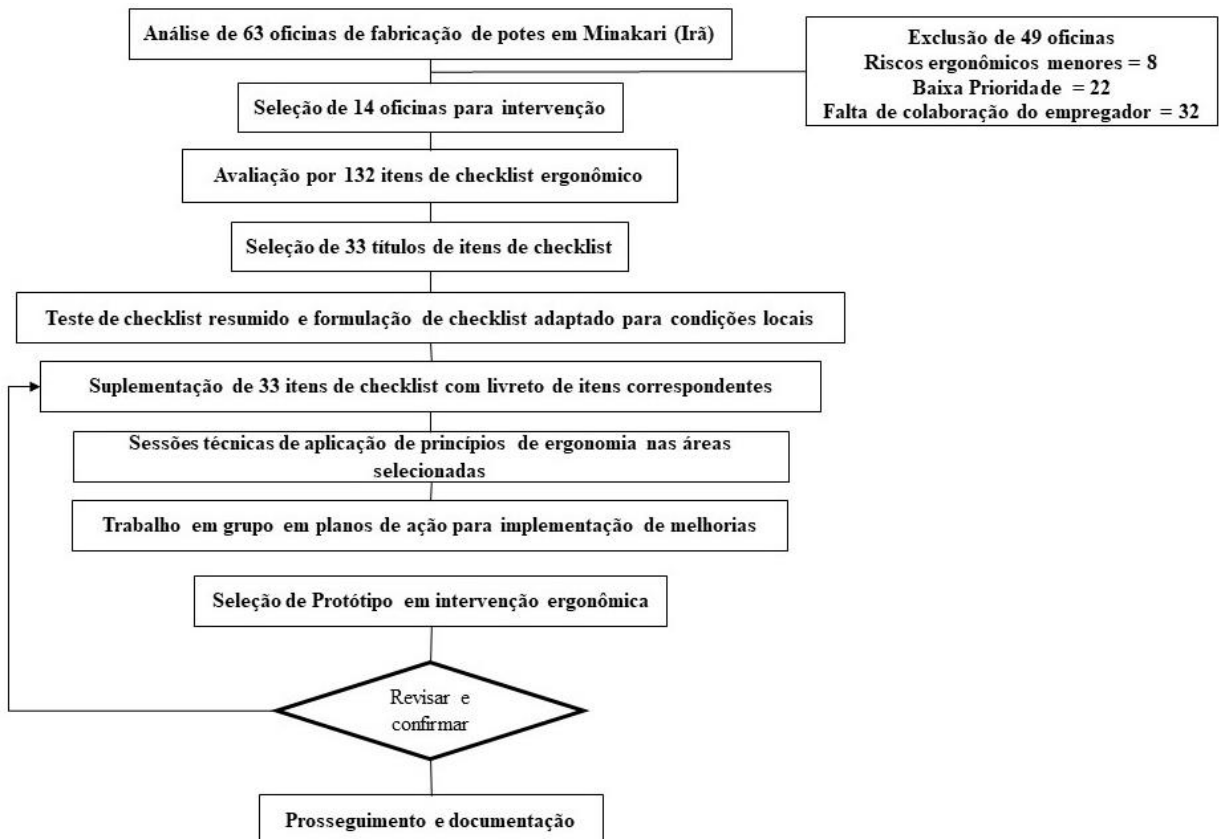 Análise de 63 oficinas de fabricação de potes em Minakari (Irã)
Exclusão de 49 oficinas
Riscos ergonômicos menores = 8
Baixa Prioridade = 22
Falta de colaboração do empregador = 32
Seleção de 14 oficinas para intervenção
Avaliação por 132 itens de checklist ergonômico
Seleção de 33 títulos de itens de checklist
Teste de checklist resumido e formulação de checklist adaptado para condições locais
Suplementação de 33 itens de checklist com livreto de itens correspondentes
Sessões técnicas de aplicação de princípios de ergonomia nas áreas
selecionadas
Trabalho em grupo em planos de ação para implementação de melhorias
Seleção de Protótipo em intervenção ergonômica
Revisar e
confirmar
Prosseguimento e documentação